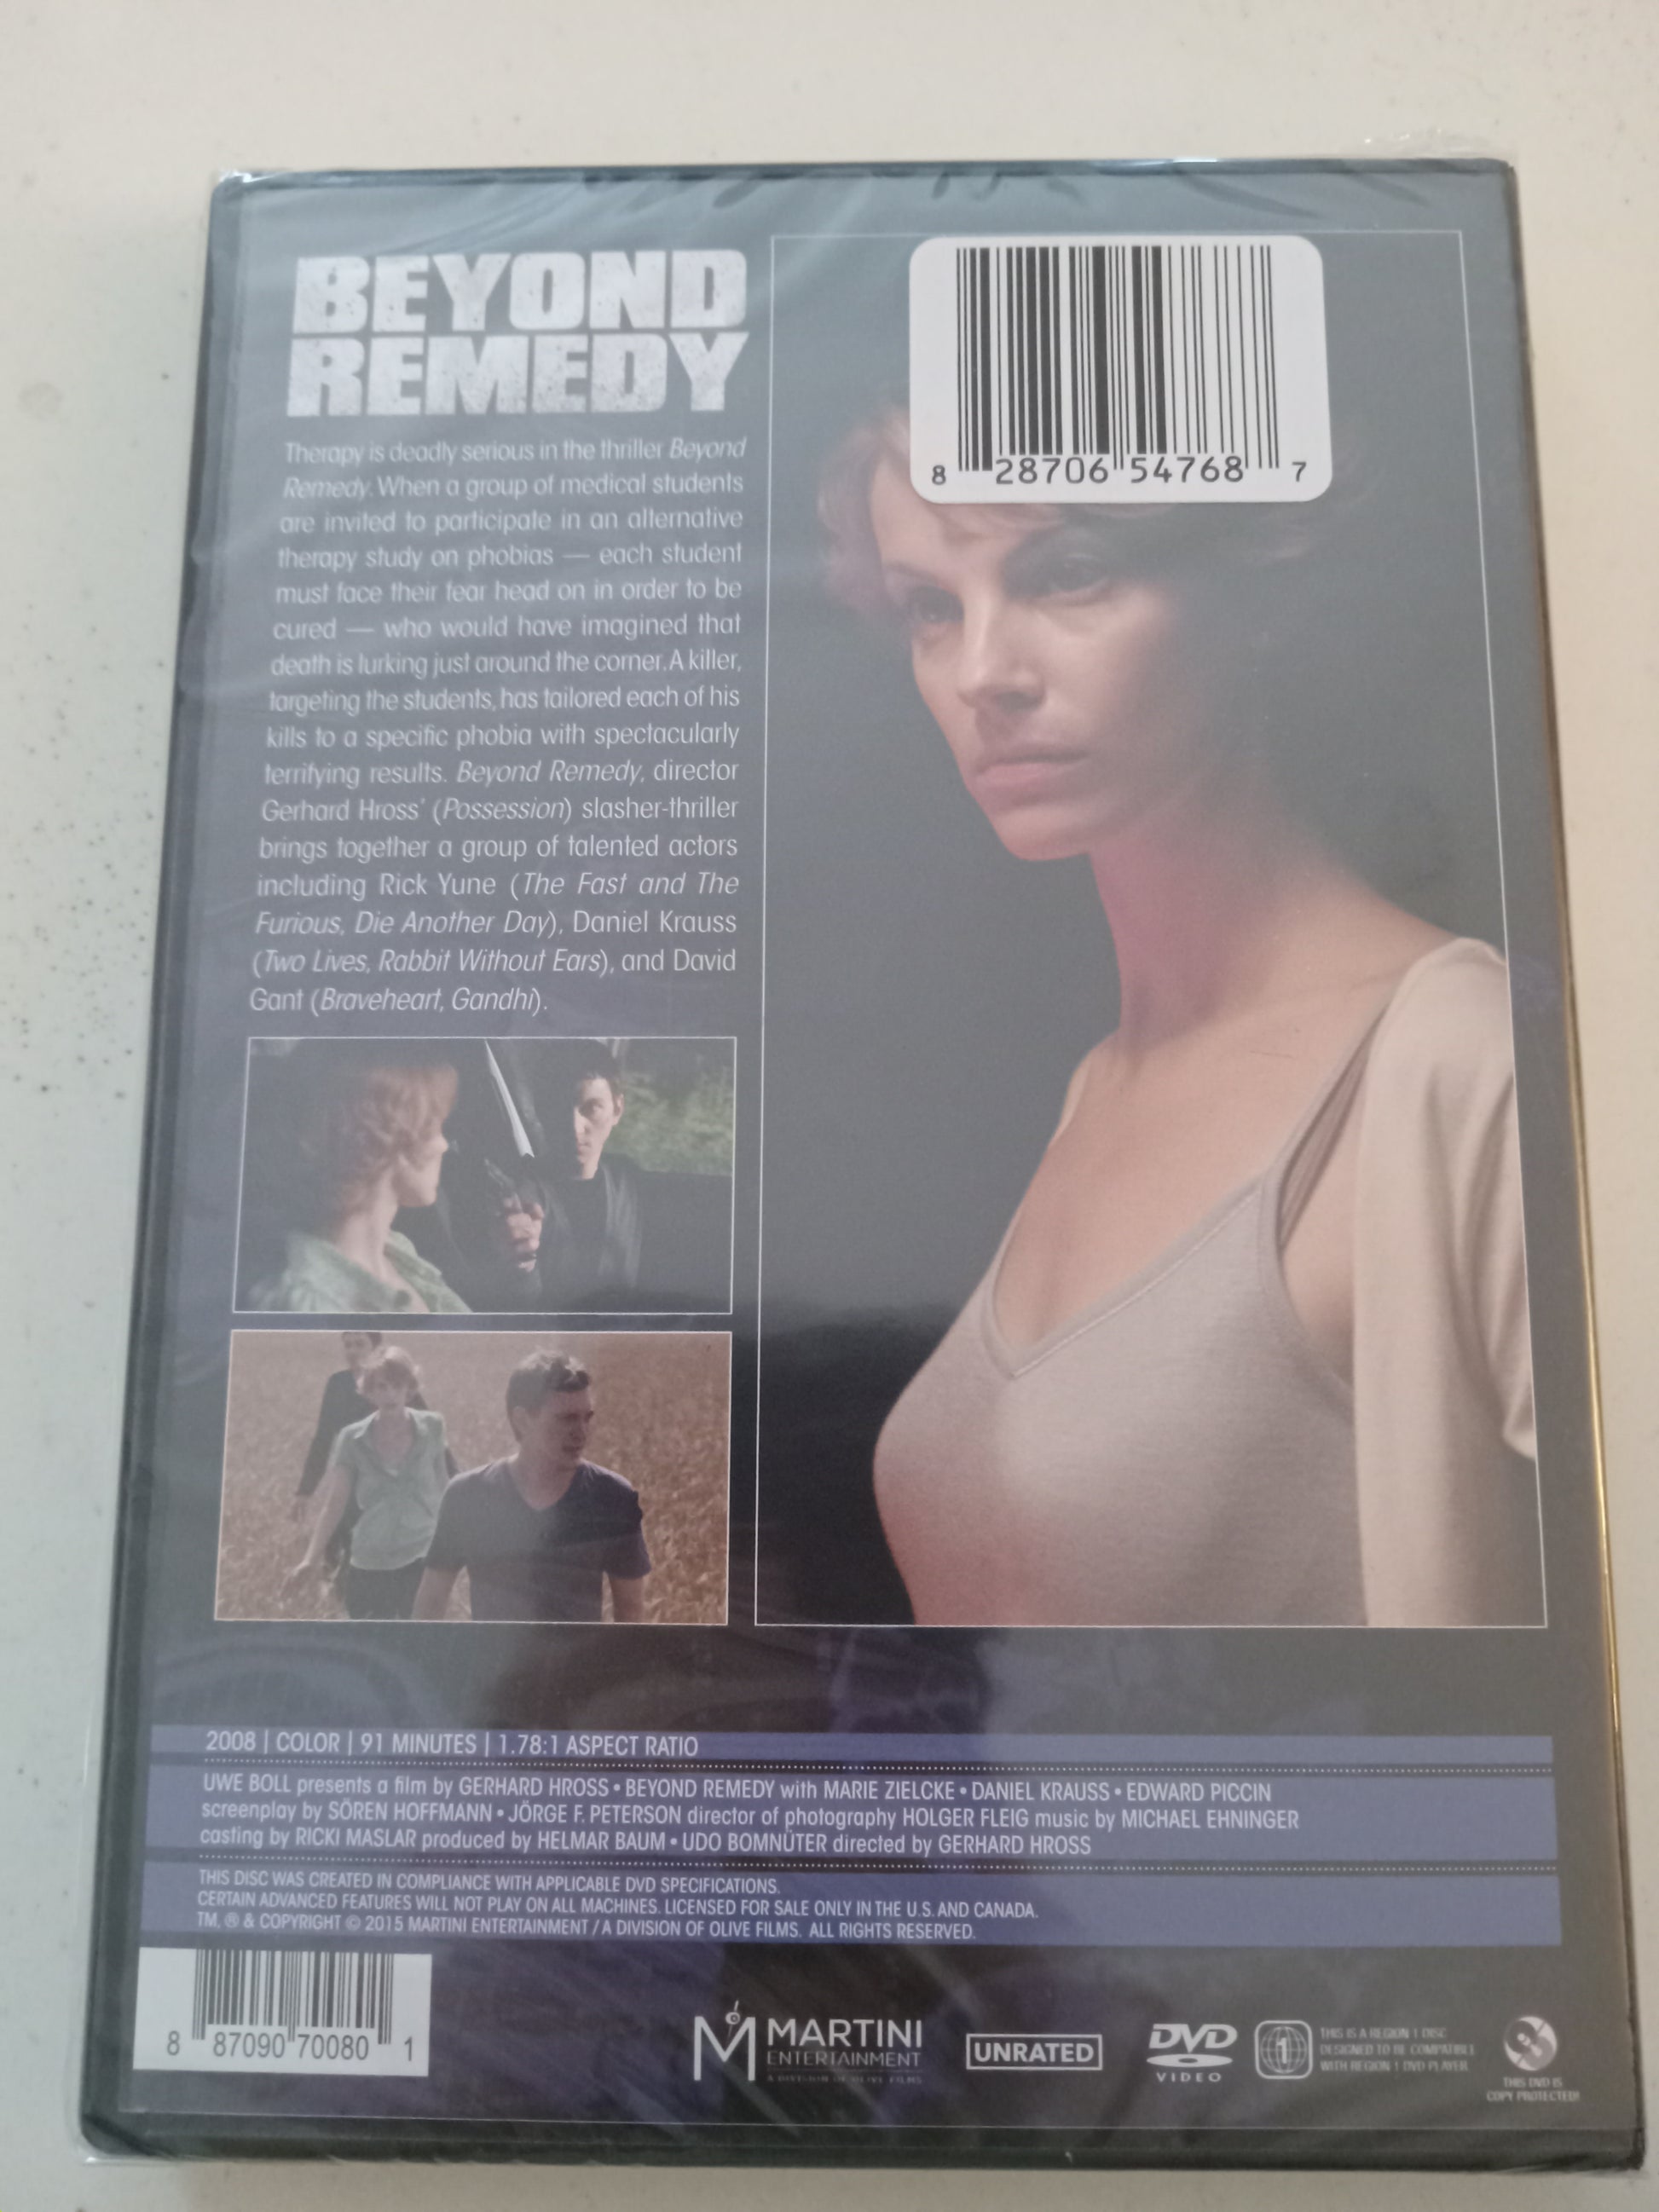 BEYOND
REMEDY
Therapy is deadly serious in the thriller Beyond
Remedy. When a group of medical students
are invited to participate in an alternative
therapy study on phobias — each student
must face their fear head on in order to be
cured — who would have imagined that
death is lurking just around the corner. A killer,
targeting the students, has tailored each of his
kills to a specific phobia with spectacularly
terrifying results. Beyond Remedy, director
Gerhard Hross' (Possession) slasher-thriller
brings together a group of talented actors
including Rick Yune (The Fast and The
Furious, Die Another Day), Daniel Krauss
(Two Lives, Rabbit Without Ears), and David
Gant (Braveheart, Gandhi).
8 28706 54768 7
2008 | COLOR | 91 MINUTES | 1.78:1 ASPECT RATIO
UWE BOLL presents a film by GERHARD HROSS • BEYOND REMEDY with MARIE ZIELCKE • DANIEL KRAUSS • EDWARD PICCIN
screenplay by SÖREN HOFFMANN • JÖRGE F. PETERSON director of photography HOLGER FLEIG music by MICHAEL EHNINGER
casting by RICKI MASLAR produced by HELMAR BAUM • UDO BOMNÜTER directed by GERHARD HROSS
THIS DISC WAS CREATED IN COMPLIANCE WITH APPLICABLE DVD SPECIFICATIONS.
CERTAIN ADVANCED FEATURES WILL NOT PLAY ON ALL MACHINES. LICENSED FOR SALE ONLY IN THE U.S. AND CANADA.
TM, ® & COPYRIGHT © 2015 MARTINI ENTERTAINMENT / A DIVISION OF OLIVE FILMS. ALL RIGHTS RESERVED.
8 87090 70080 1
M MARTINI
ENTERTAINMENT
A DIVISION OF OLIVE FILMS
UNRATED
DVD
VIDEO
1
THIS IS A REGION 1 DISC
DESIGNED TO BE COMPATIBLE
WITH REGION 1 DVD PLAYER
THIS DVD IS
COPY PROTECTED!